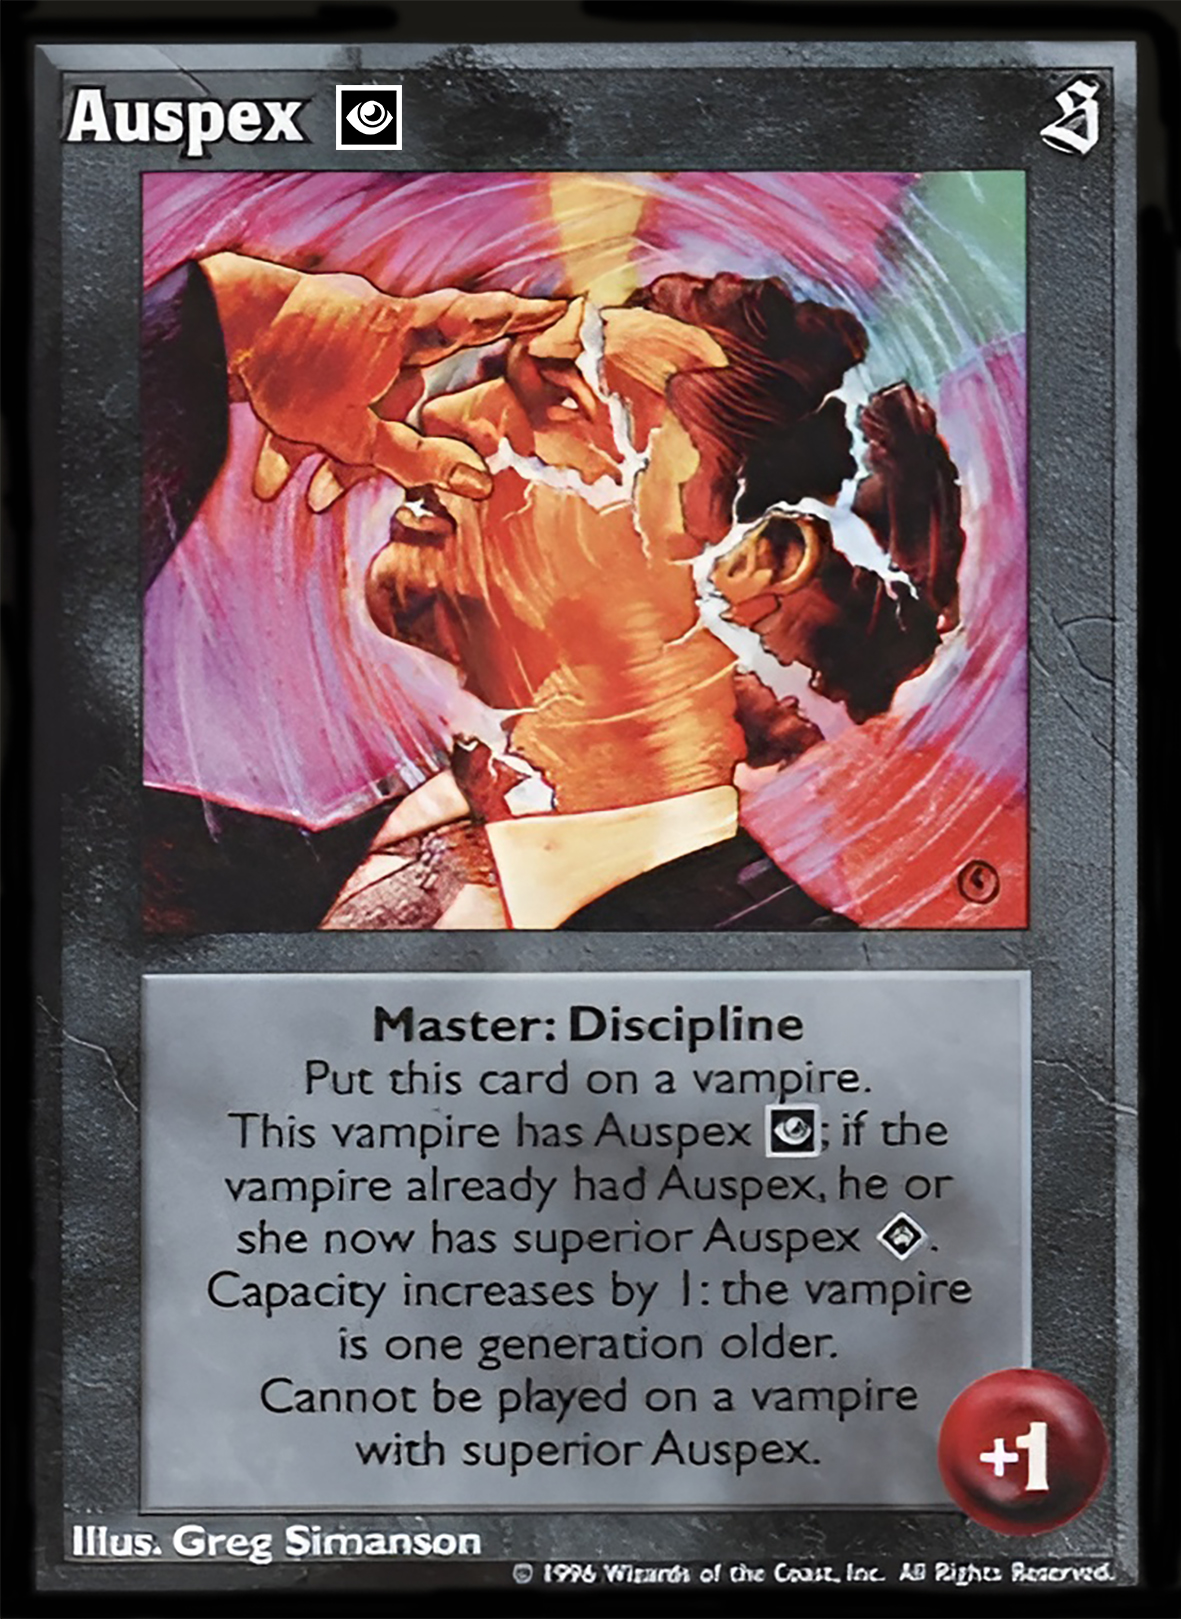 Auspex
S
Master: Discipline
Put this card on a vampire.
This vampire has Auspex ; if the
vampire already had Auspex, he or
she now has superior Auspex .
Capacity increases by 1: the vampire
is one generation older.
Cannot be played on a vampire
with superior Auspex.
+1
Illus. Greg Simanson
© 1996 Wizards of the Coast, Inc. All Rights Reserved.